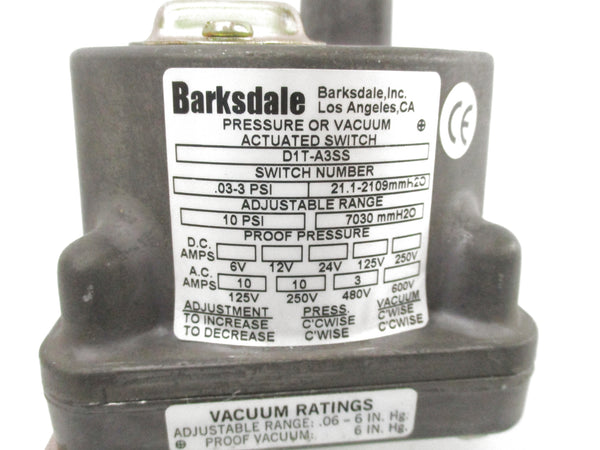 Barksdale Barksdale,Inc.
Los Angeles,CA
PRESSURE OR VACUUM
ACTUATED SWITCH
D1T-A3SS
SWITCH NUMBER
.03-3 PSI 21.1-2109mmH2O
ADJUSTABLE RANGE
10 PSI 7030 mmH2O
PROOF PRESSURE
D.C. AMPS
6V 12V 24V 125V 250V
A.C. AMPS 10 10 3
125V 250V 480V 600V
ADJUSTMENT PRESS. VACUUM
TO INCREASE C'CWISE C'WISE
TO DECREASE C'WISE C'CWISE
CE
VACUUM RATINGS
ADJUSTABLE RANGE: .06 - 6 IN. Hg.
PROOF VACUUM: 6 IN. Hg.